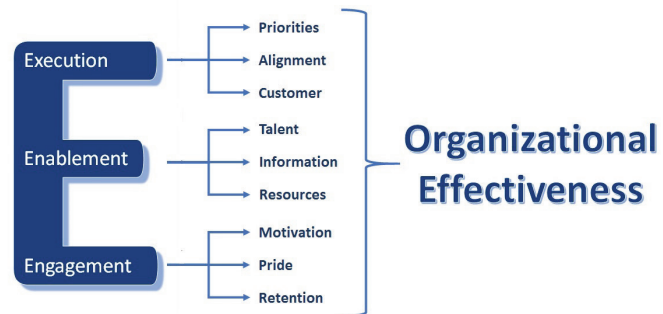 Execution
Priorities
Alignment
Customer
Enablement
Talent
Information
Resources
Engagement
Motivation
Pride
Retention
Organizational
Effectiveness